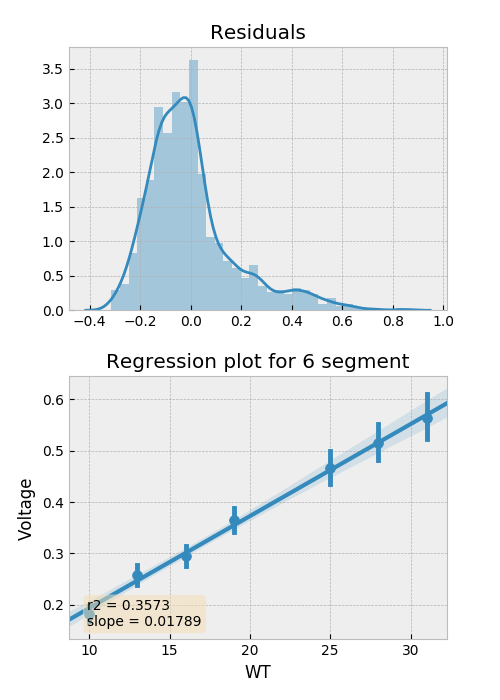 Residuals
3.5
3.0
2.5
2.0
1.5
1.0
0.5
0.0
−0.4 −0.2 0.0 0.2 0.4 0.6 0.8 1.0
Regression plot for 6 segment
0.6
0.5
0.4
0.3
0.2
Voltage
r2 = 0.3573
slope = 0.01789
10 15 20 25 30
WT